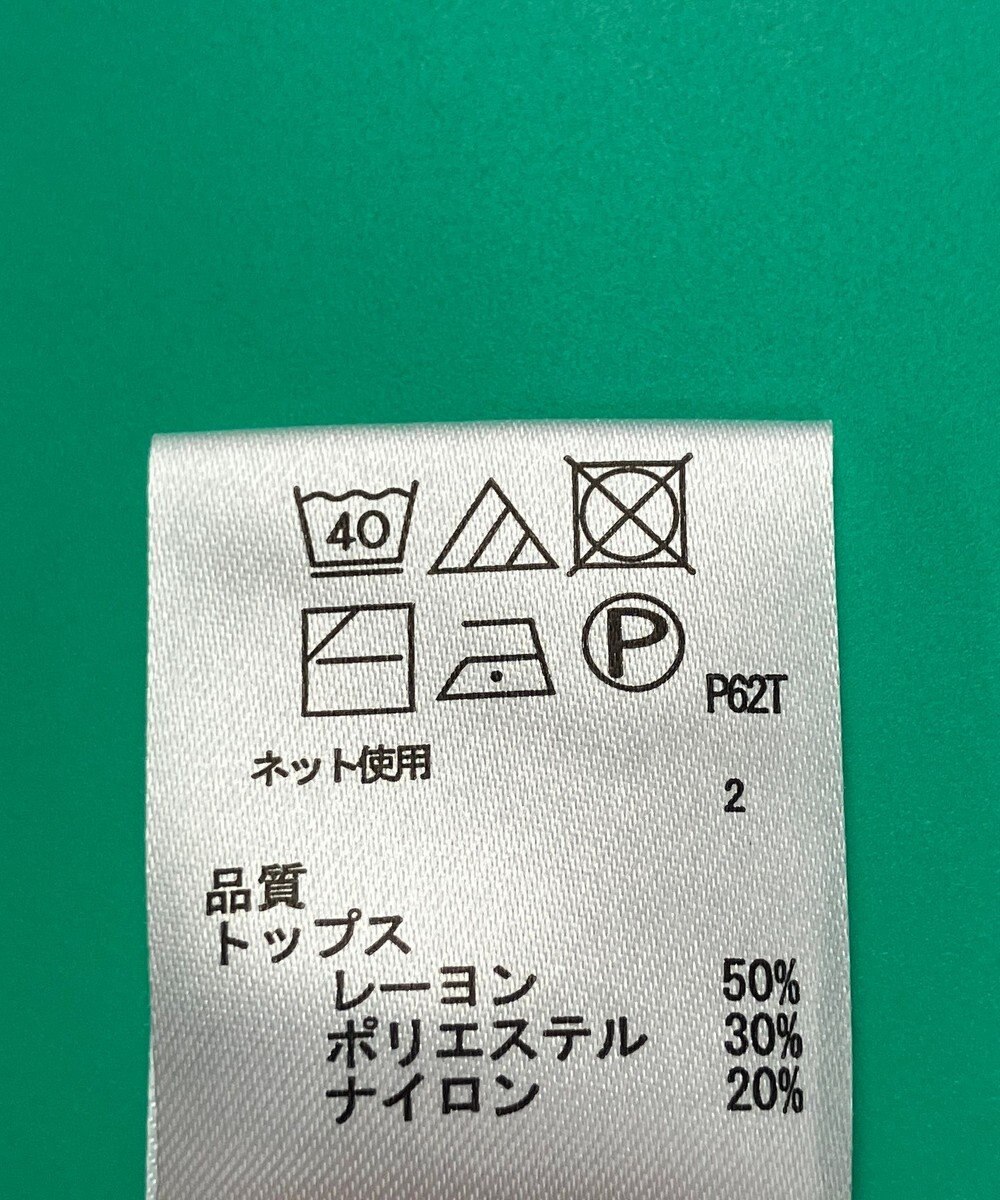 40
P
P62T
ネット使用
2
品質
トップス
レーヨン 50%
ポリエステル 30%
ナイロン 20%